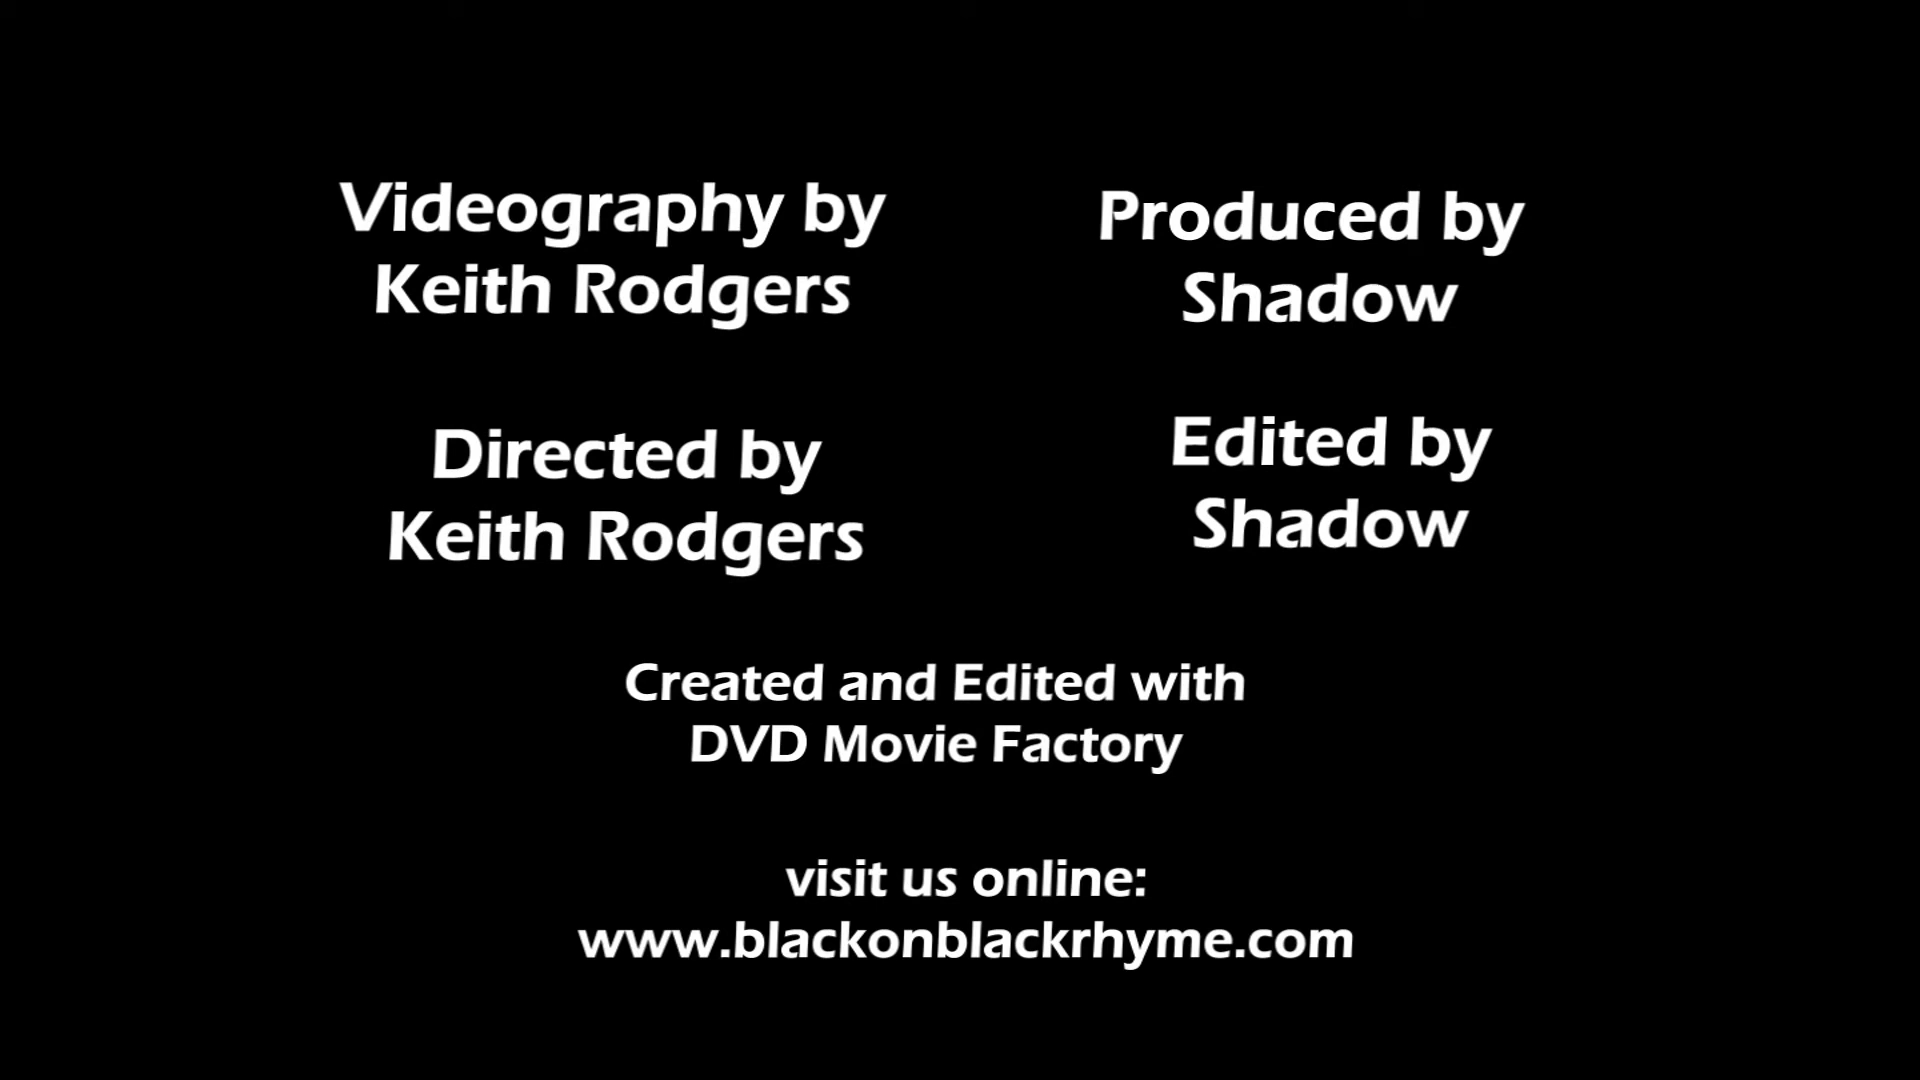 Videography by
Keith Rodgers
Produced by
Shadow
Directed by
Keith Rodgers
Edited by
Shadow
Created and Edited with
DVD Movie Factory
visit us online:
www.blackonblackrhyme.com